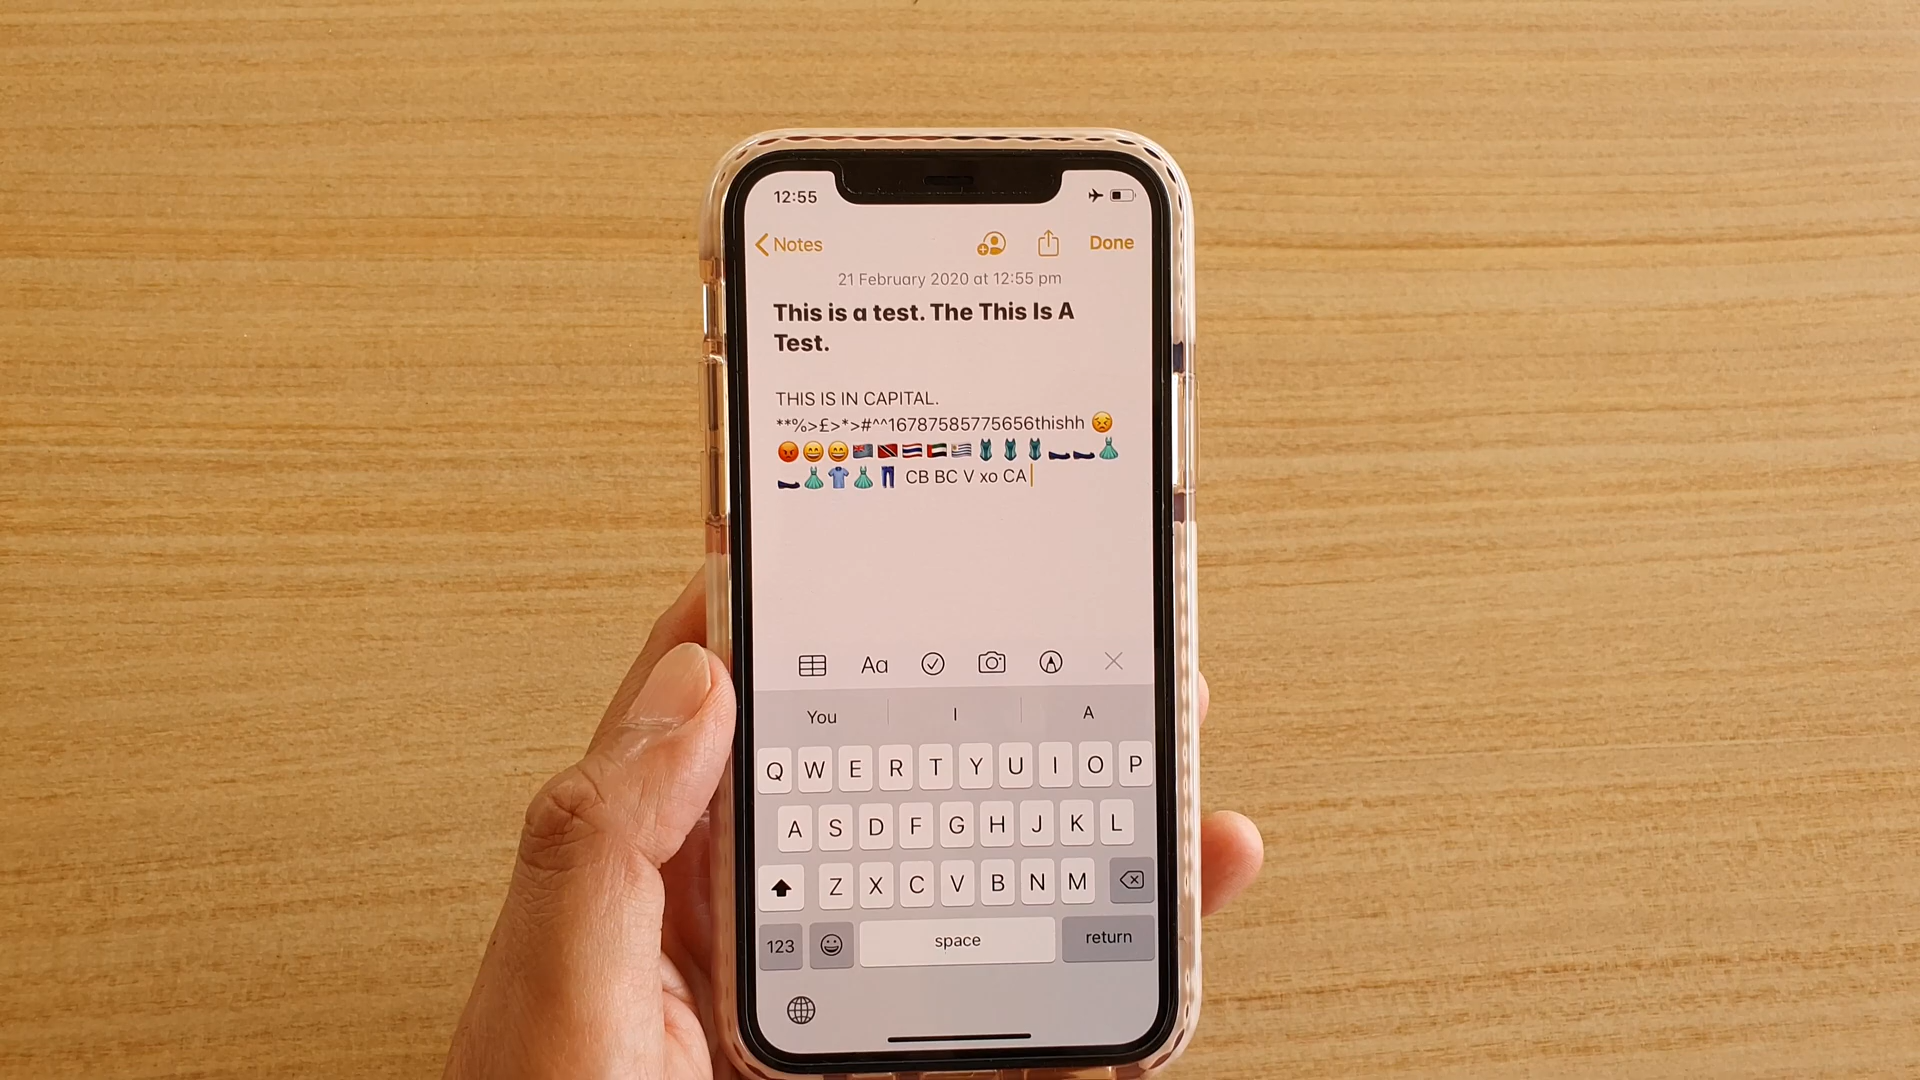 12:55
Notes
Done
21 February 2020 at 12:55 pm
This is a test. The This Is A
Test.
THIS IS IN CAPITAL.
**%>£>*>#^^16787585775656thishh 😣
😡😄😄🇹🇨🇹🇹🇹🇭🇦🇪🇺🇾🩱🩱🩱🥿🥿👗
🥿👗👕👗👖 CB BC V xo CA
Aa
You I A
Q W E R T Y U I O P
A S D F G H J K L
Z X C V B N M
123 space return